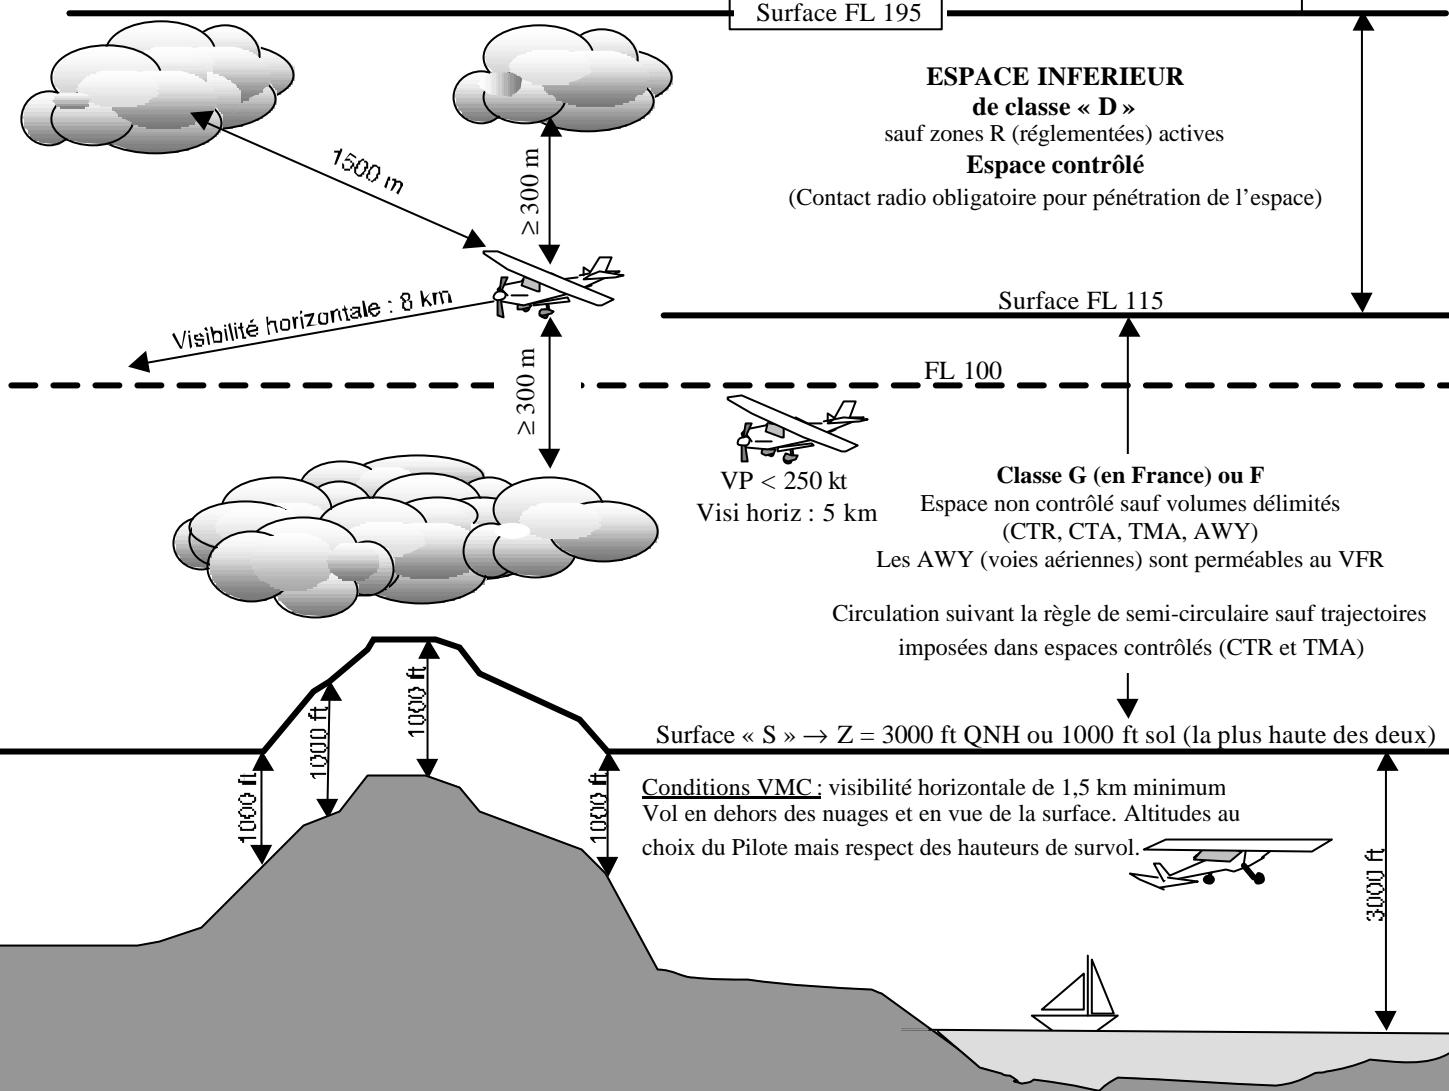 Surface FL 195
ESPACE INFERIEUR
de classe « D »
sauf zones R (réglementées) actives
Espace contrôlé
(Contact radio obligatoire pour pénétration de l’espace)
1500 m
≥ 300 m
Visibilité horizontale : 8 km
Surface FL 115
FL 100
≥ 300 m
VP < 250 kt
Visi horiz : 5 km
Classe G (en France) ou F
Espace non contrôlé sauf volumes délimités
(CTR, CTA, TMA, AWY)
Les AWY (voies aériennes) sont perméables au VFR
Circulation suivant la règle de semi-circulaire sauf trajectoires
imposées dans espaces contrôlés (CTR et TMA)
1000 ft
1000 ft
1000 ft
1000 ft
Surface « S » → Z = 3000 ft QNH ou 1000 ft sol (la plus haute des deux)
Conditions VMC : visibilité horizontale de 1,5 km minimum
Vol en dehors des nuages et en vue de la surface. Altitudes au
choix du Pilote mais respect des hauteurs de survol.
3000 ft